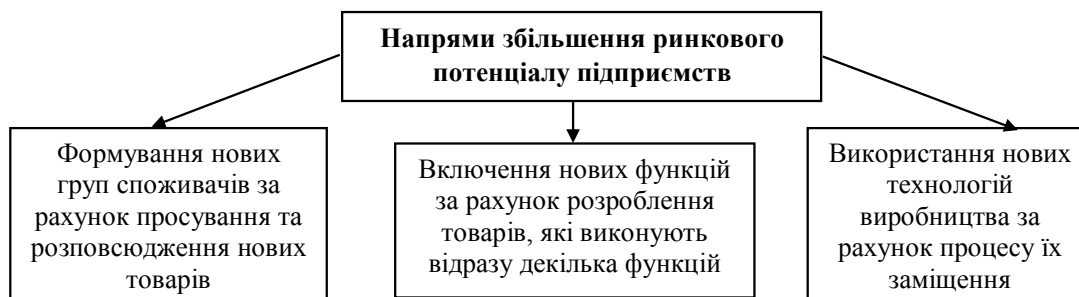 Напрями збільшення ринкового
потенціалу підприємств
Формування нових
груп споживачів за
рахунок просування та
розповсюдження нових
товарів
Включення нових функцій
за рахунок розроблення
товарів, які виконують
відразу декілька функцій
Використання нових
технологій
виробництва за
рахунок процесу їх
заміщення